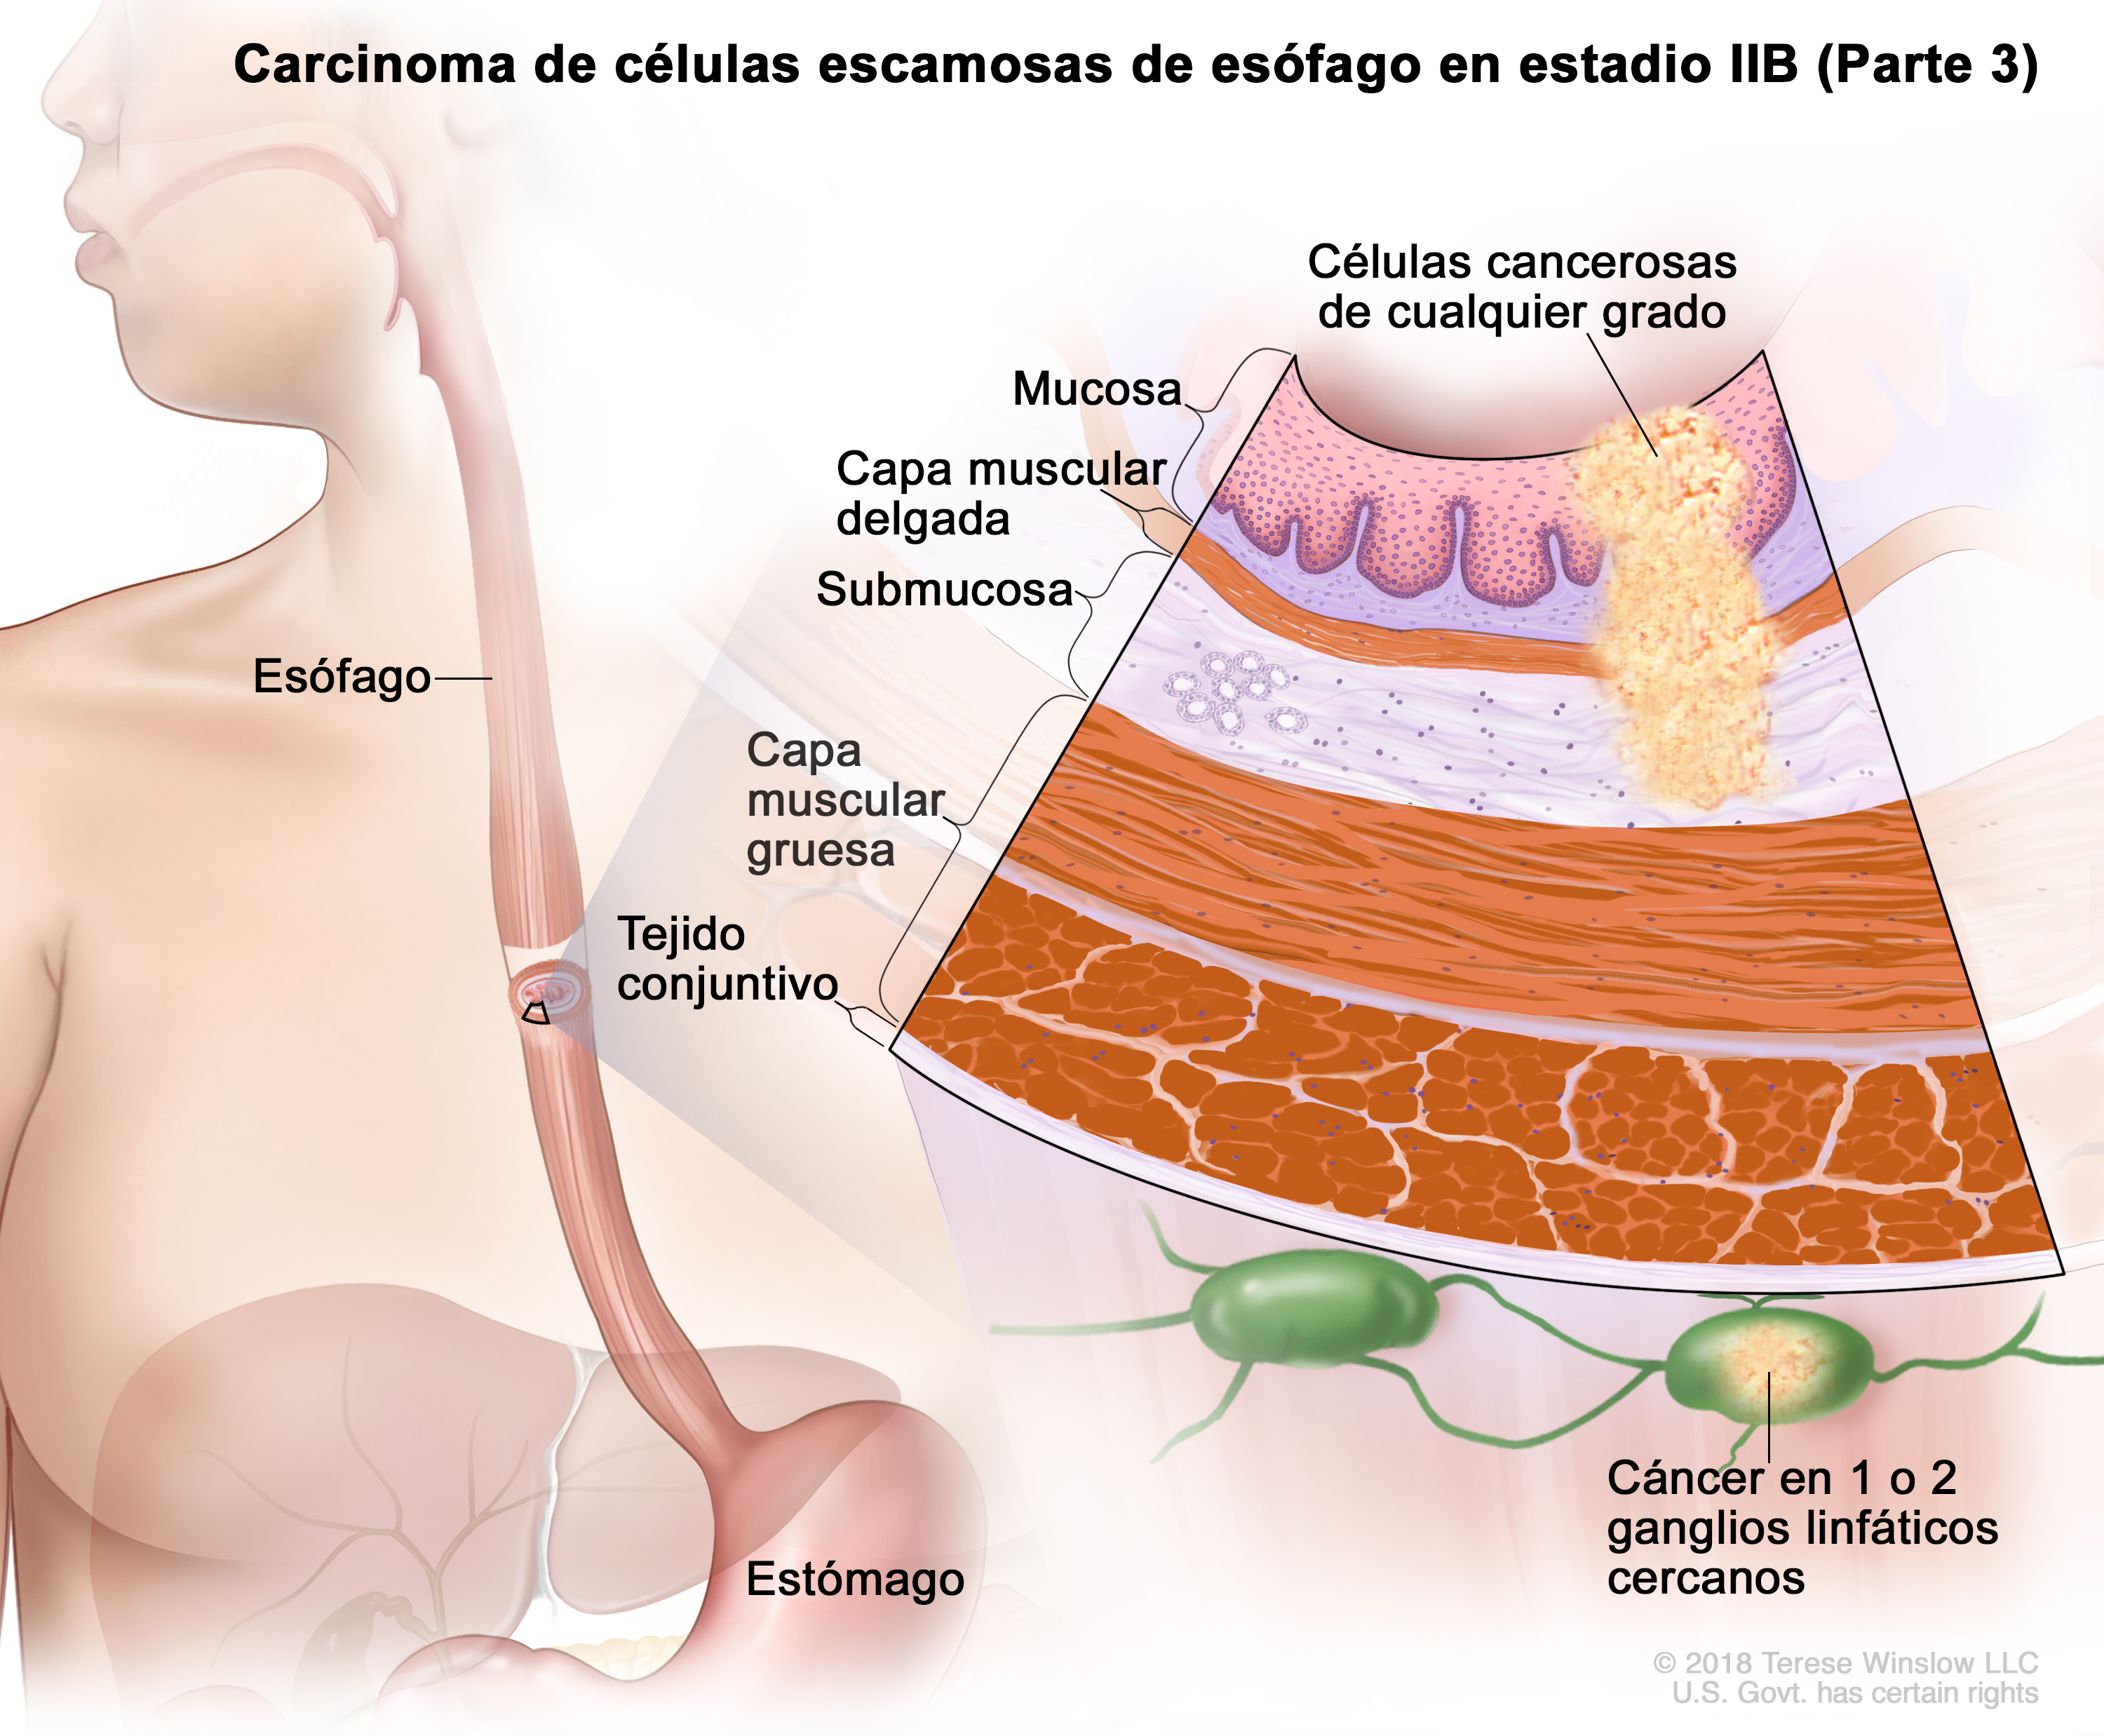 Carcinoma de células escamosas de esófago en estadio IIB (Parte 3)
Células cancerosas
de cualquier grado
Mucosa
Capa muscular
delgada
Submucosa
Esófago
Capa
muscular
gruesa
Tejido
conjuntivo
Cáncer en 1 o 2
ganglios linfáticos
cercanos
Estómago
© 2018 Terese Winslow LLC
U.S. Govt. has certain rights